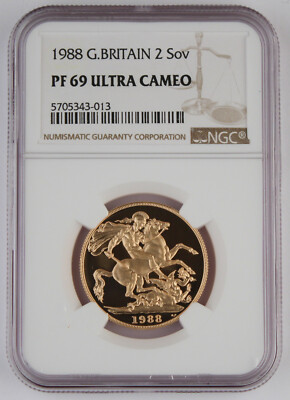 1988 G.BRITAIN 2 Sov
PF 69 ULTRA CAMEO
5705343-013
NUMISMATIC GUARANTY CORPORATION
NGC
1988